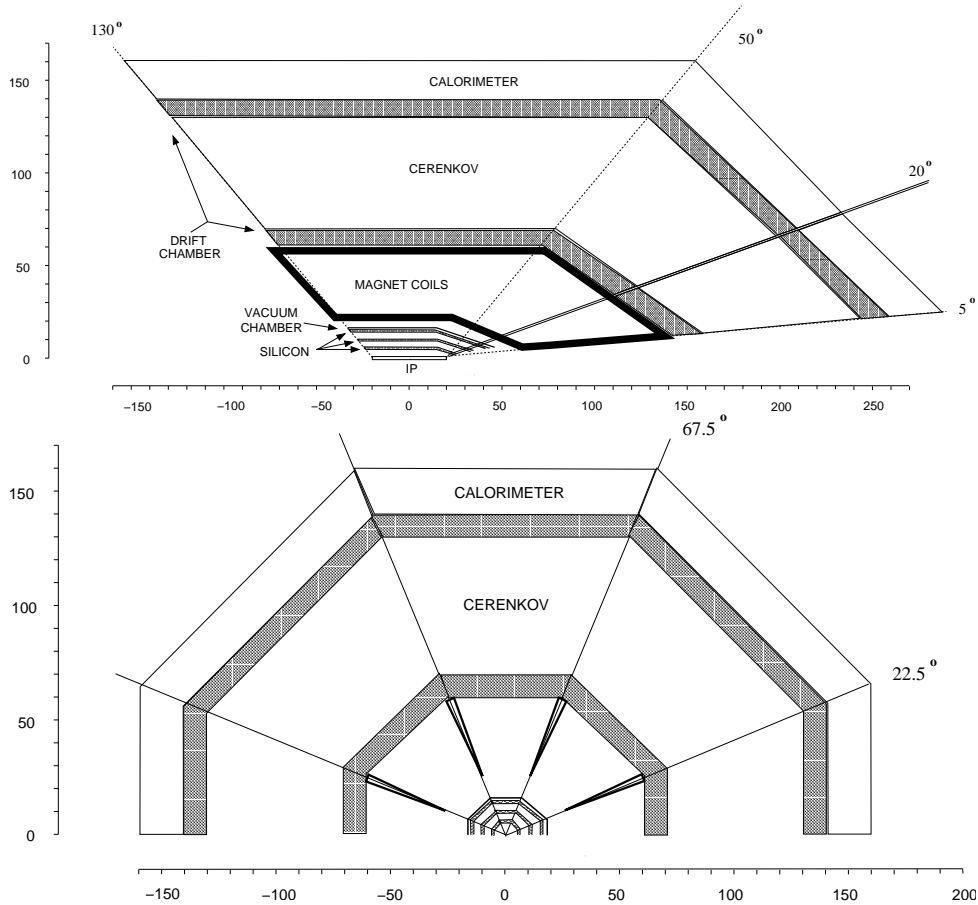 130°
50°
150
CALORIMETER
20°
100
CERENKOV
DRIFT
CHAMBER
50
MAGNET COILS
VACUUM
CHAMBER
5°
SILICON
0
IP
−150 −100 −50 0 50 100 150 200 250
67.5°
150
CALORIMETER
100
CERENKOV
22.5°
50
0
−150 −100 −50 0 50 100 150 200